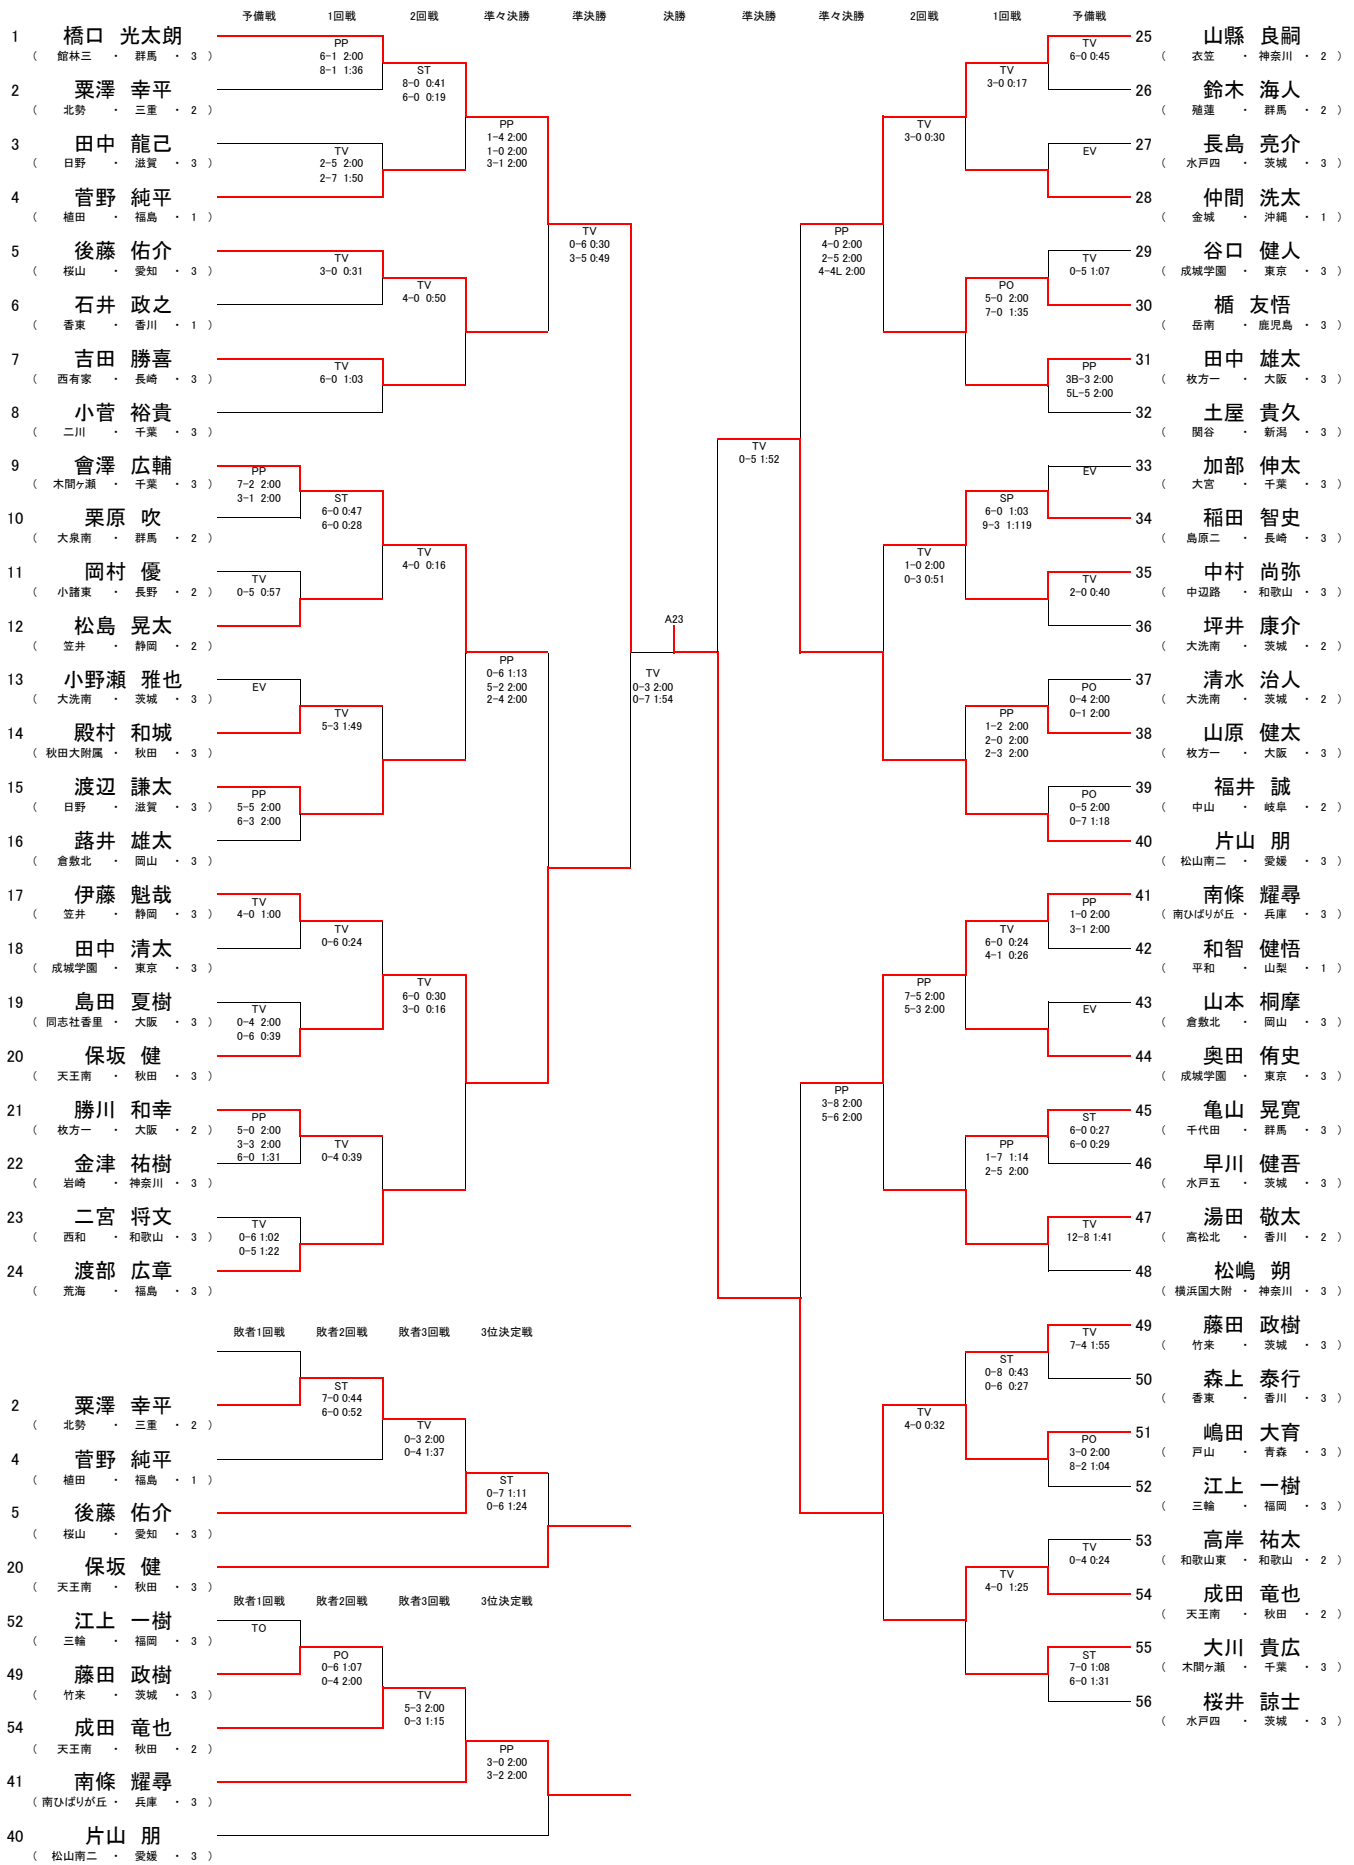 予備戦 1回戦 2回戦 準々決勝 準決勝 決勝 準決勝 準々決勝 2回戦 1回戦 予備戦
1 橋口 光太朗
( 館林三 ・ 群馬 ・ 3 )
2 粟澤 幸平
( 北勢 ・ 三重 ・ 2 )
3 田中 龍己
( 日野 ・ 滋賀 ・ 3 )
4 菅野 純平
( 植田 ・ 福島 ・ 1 )
5 後藤 佑介
( 桜山 ・ 愛知 ・ 3 )
6 石井 政之
( 香東 ・ 香川 ・ 1 )
7 吉田 勝喜
( 西有家 ・ 長崎 ・ 3 )
8 小菅 裕貴
( 二川 ・ 千葉 ・ 3 )
9 會澤 広輔
( 木間ヶ瀬 ・ 千葉 ・ 3 )
10 栗原 吹
( 大泉南 ・ 群馬 ・ 2 )
11 岡村 優
( 小諸東 ・ 長野 ・ 2 )
12 松島 晃太
( 笠井 ・ 静岡 ・ 2 )
13 小野瀬 雅也
( 大洗南 ・ 茨城 ・ 3 )
14 殿村 和城
( 秋田大附属 ・ 秋田 ・ 3 )
15 渡辺 謙太
( 日野 ・ 滋賀 ・ 3 )
16 蕗井 雄太
( 倉敷北 ・ 岡山 ・ 3 )
17 伊藤 魁哉
( 笠井 ・ 静岡 ・ 3 )
18 田中 清太
( 成城学園 ・ 東京 ・ 3 )
19 島田 夏樹
( 同志社香里 ・ 大阪 ・ 3 )
20 保坂 健
( 天王南 ・ 秋田 ・ 3 )
21 勝川 和幸
( 枚方一 ・ 大阪 ・ 2 )
22 金津 祐樹
( 岩崎 ・ 神奈川 ・ 3 )
23 二宮 将文
( 西和 ・ 和歌山 ・ 3 )
24 渡部 広章
( 荒海 ・ 福島 ・ 3 )
PP
7-2 2:00
3-1 2:00
TV
0-5 0:57
EV
PP
5-5 2:00
6-3 2:00
TV
4-0 1:00
TV
0-4 2:00
0-6 0:39
PP
5-0 2:00
3-3 2:00
6-0 1:31
TV
0-6 1:02
0-5 1:22
PP
6-1 2:00
8-1 1:36
TV
2-5 2:00
2-7 1:50
TV
3-0 0:31
TV
6-0 1:03
ST
6-0 0:47
6-0 0:28
TV
5-3 1:49
TV
0-6 0:24
TV
0-4 0:39
ST
8-0 0:41
6-0 0:19
TV
4-0 0:50
TV
4-0 0:16
TV
6-0 0:30
3-0 0:16
PP
1-4 2:00
1-0 2:00
3-1 2:00
PP
0-6 1:13
5-2 2:00
2-4 2:00
TV
0-6 0:30
3-5 0:49
A23
TV
0-3 2:00
0-7 1:54
TV
0-5 1:52
PP
4-0 2:00
2-5 2:00
4-4L 2:00
PP
3-8 2:00
5-6 2:00
TV
3-0 0:30
TV
1-0 2:00
0-3 0:51
PP
7-5 2:00
5-3 2:00
TV
4-0 0:32
TV
3-0 0:17
PO
5-0 2:00
7-0 1:35
SP
6-0 1:03
9-3 1:119
PP
1-2 2:00
2-0 2:00
2-3 2:00
TV
6-0 0:24
4-1 0:26
PP
1-7 1:14
2-5 2:00
ST
0-8 0:43
0-6 0:27
TV
4-0 1:25
TV
6-0 0:45
EV
TV
0-5 1:07
PP
3B-3 2:00
5L-5 2:00
EV
TV
2-0 0:40
PO
0-4 2:00
0-1 2:00
PO
0-5 2:00
0-7 1:18
PP
1-0 2:00
3-1 2:00
EV
ST
6-0 0:27
6-0 0:29
TV
12-8 1:41
TV
7-4 1:55
PO
3-0 2:00
8-2 1:04
TV
0-4 0:24
ST
7-0 1:08
6-0 1:31
25 山縣 良嗣
( 衣笠 ・ 神奈川 ・ 2 )
26 鈴木 海人
( 殖蓮 ・ 群馬 ・ 2 )
27 長島 亮介
( 水戸四 ・ 茨城 ・ 3 )
28 仲間 洗太
( 金城 ・ 沖縄 ・ 1 )
29 谷口 健人
( 成城学園 ・ 東京 ・ 3 )
30 楯 友悟
( 岳南 ・ 鹿児島 ・ 3 )
31 田中 雄太
( 枚方一 ・ 大阪 ・ 3 )
32 土屋 貴久
( 関谷 ・ 新潟 ・ 3 )
33 加部 伸太
( 大宮 ・ 千葉 ・ 3 )
34 稲田 智史
( 島原二 ・ 長崎 ・ 3 )
35 中村 尚弥
( 中辺路 ・ 和歌山 ・ 3 )
36 坪井 康介
( 大洗南 ・ 茨城 ・ 2 )
37 清水 治人
( 大洗南 ・ 茨城 ・ 2 )
38 山原 健太
( 枚方一 ・ 大阪 ・ 3 )
39 福井 誠
( 中山 ・ 岐阜 ・ 2 )
40 片山 朋
( 松山南二 ・ 愛媛 ・ 3 )
41 南條 耀尋
( 南ひばりが丘 ・ 兵庫 ・ 3 )
42 和智 健悟
( 平和 ・ 山梨 ・ 1 )
43 山本 桐摩
( 倉敷北 ・ 岡山 ・ 3 )
44 奥田 侑史
( 成城学園 ・ 東京 ・ 3 )
45 亀山 晃寛
( 千代田 ・ 群馬 ・ 3 )
46 早川 健吾
( 水戸五 ・ 茨城 ・ 3 )
47 湯田 敬太
( 高松北 ・ 香川 ・ 2 )
48 松嶋 朔
( 横浜国大附 ・ 神奈川 ・ 3 )
49 藤田 政樹
( 竹来 ・ 茨城 ・ 3 )
50 森上 泰行
( 香東 ・ 香川 ・ 3 )
51 嶋田 大育
( 戸山 ・ 青森 ・ 3 )
52 江上 一樹
( 三輪 ・ 福岡 ・ 3 )
53 高岸 祐太
( 和歌山東 ・ 和歌山 ・ 2 )
54 成田 竜也
( 天王南 ・ 秋田 ・ 2 )
55 大川 貴広
( 木間ヶ瀬 ・ 千葉 ・ 3 )
56 桜井 諒士
( 水戸四 ・ 茨城 ・ 3 )
敗者1回戦 敗者2回戦 敗者3回戦 3位決定戦
2 粟澤 幸平
( 北勢 ・ 三重 ・ 2 )
4 菅野 純平
( 植田 ・ 福島 ・ 1 )
5 後藤 佑介
( 桜山 ・ 愛知 ・ 3 )
20 保坂 健
( 天王南 ・ 秋田 ・ 3 )
ST
7-0 0:44
6-0 0:52
TV
0-3 2:00
0-4 1:37
ST
0-7 1:11
0-6 1:24
敗者1回戦 敗者2回戦 敗者3回戦 3位決定戦
52 江上 一樹
( 三輪 ・ 福岡 ・ 3 )
49 藤田 政樹
( 竹来 ・ 茨城 ・ 3 )
54 成田 竜也
( 天王南 ・ 秋田 ・ 2 )
41 南條 耀尋
( 南ひばりが丘 ・ 兵庫 ・ 3 )
40 片山 朋
( 松山南二 ・ 愛媛 ・ 3 )
TO
PO
0-6 1:07
0-4 2:00
TV
5-3 2:00
0-3 1:15
PP
3-0 2:00
3-2 2:00